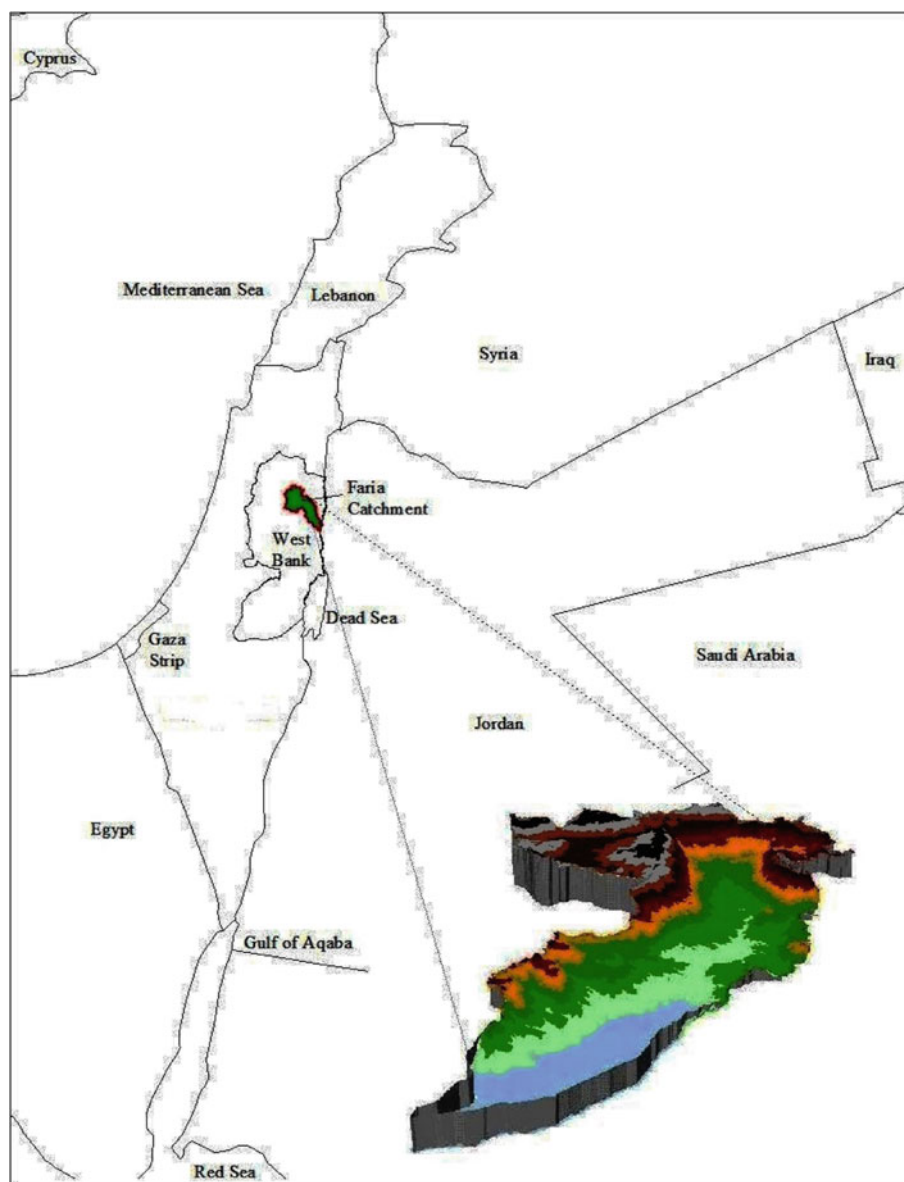 Cyprus
Mediterranean Sea
Lebanon
Syria
Iraq
Faria
Catchment
West
Bank
Dead Sea
Gaza
Strip
Saudi Arabia
Jordan
Egypt
Gulf of Aqaba
Red Sea